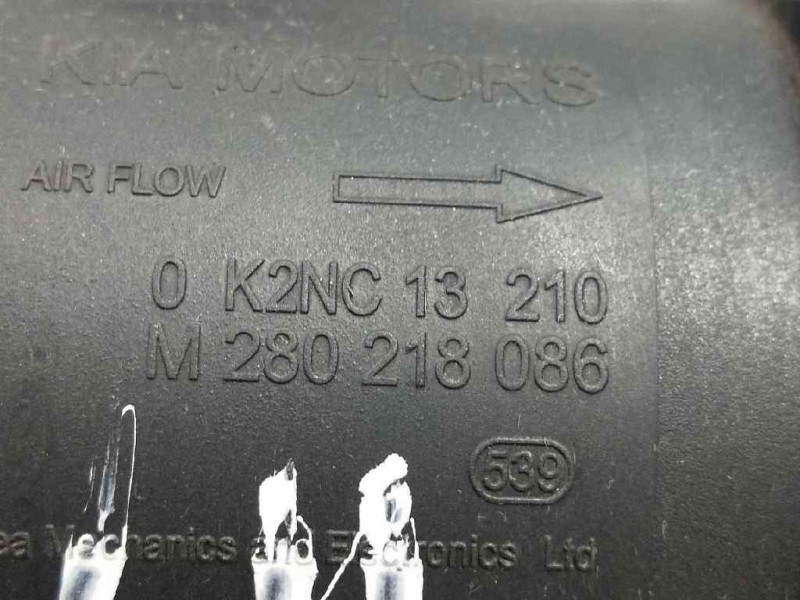 KIA MOTORS
AIR FLOW
0 K2NC 13 210
M 280 218 086
539
Mechanics and Electronics Ltd